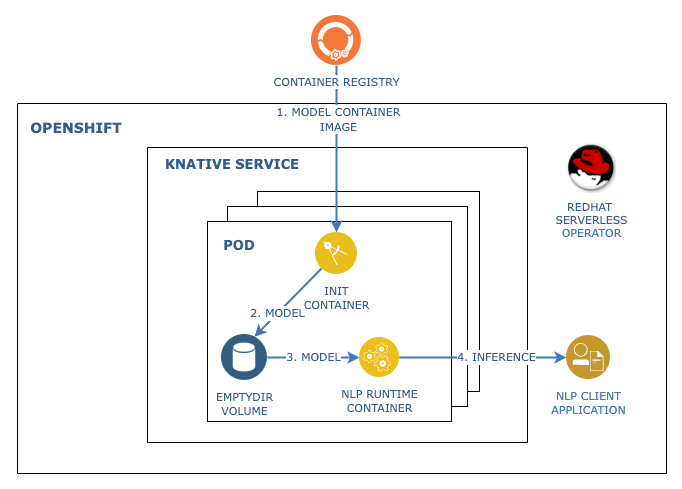 CONTAINER REGISTRY
1. MODEL CONTAINER
IMAGE
OPENSHIFT
KNATIVE SERVICE
REDHAT
SERVERLESS
OPERATOR
POD
INIT
CONTAINER
2. MODEL
3. MODEL
4. INFERENCE
EMPTYDIR
VOLUME
NLP RUNTIME
CONTAINER
NLP CLIENT
APPLICATION